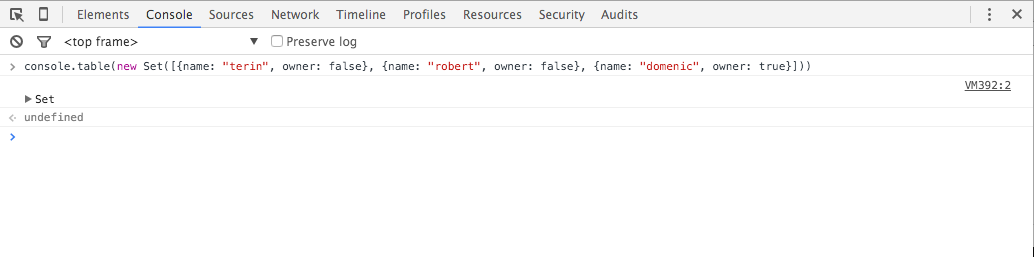 Elements Console Sources Network Timeline Profiles Resources Security Audits
<top frame> Preserve log
console.table(new Set([{name: "terin", owner: false}, {name: "robert", owner: false}, {name: "domenic", owner: true}]))
VM392:2
Set
undefined